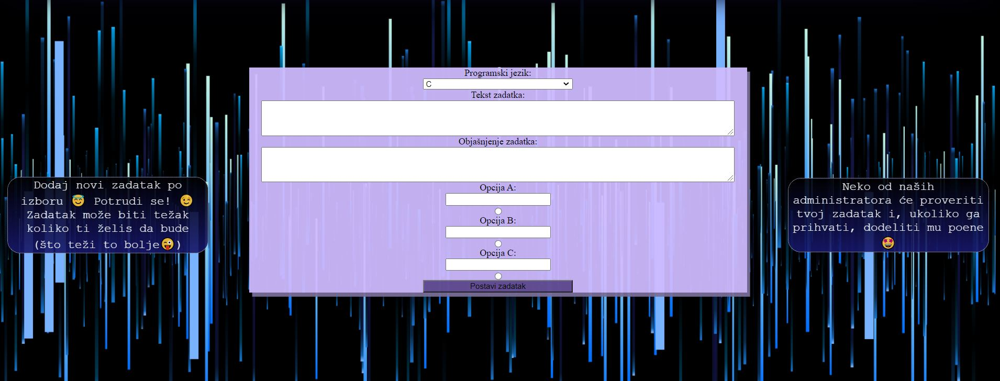 Programski jezik:
C
Tekst zadatka:
Objašnjenje zadatka:
Opcija A:
Opcija B:
Opcija C:
Postavi zadatak
Dodaj novi zadatak po
izboru 😇 Potrudi se! 😉
Zadatak može biti težak
koliko ti želis da bude
(što teži to bolje😜)
Neko od naših
administratora će proveriti
tvoj zadatak i, ukoliko ga
prihvati, dodeliti mu poene
🤩